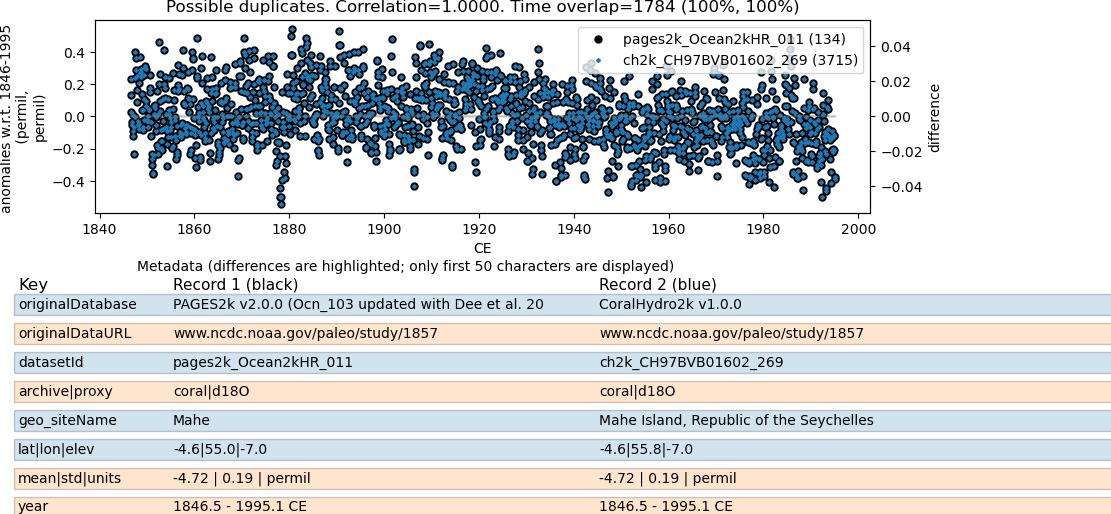 Possible duplicates. Correlation=1.0000. Time overlap=1784 (100%, 100%)
anomalies w.r.t. 1846-1995
(permil,
permil)
0.4
0.2
0.0
−0.2
−0.4
pages2k_Ocean2kHR_011 (134)
ch2k_CH97BVB01602_269 (3715)
0.04
0.02
0.00
−0.02
−0.04
difference
1840 1860 1880 1900 1920 1940 1960 1980 2000
CE
Metadata (differences are highlighted; only first 50 characters are displayed)
Key Record 1 (black) Record 2 (blue)
originalDatabase PAGES2k v2.0.0 (Ocn_103 updated with Dee et al. 20 CoralHydro2k v1.0.0
originalDataURL www.ncdc.noaa.gov/paleo/study/1857 www.ncdc.noaa.gov/paleo/study/1857
datasetId pages2k_Ocean2kHR_011 ch2k_CH97BVB01602_269
archive|proxy coral|d18O coral|d18O
geo_siteName Mahe Mahe Island, Republic of the Seychelles
lat|lon|elev -4.6|55.0|-7.0 -4.6|55.8|-7.0
mean|std|units -4.72 | 0.19 | permil -4.72 | 0.19 | permil
year 1846.5 - 1995.1 CE 1846.5 - 1995.1 CE